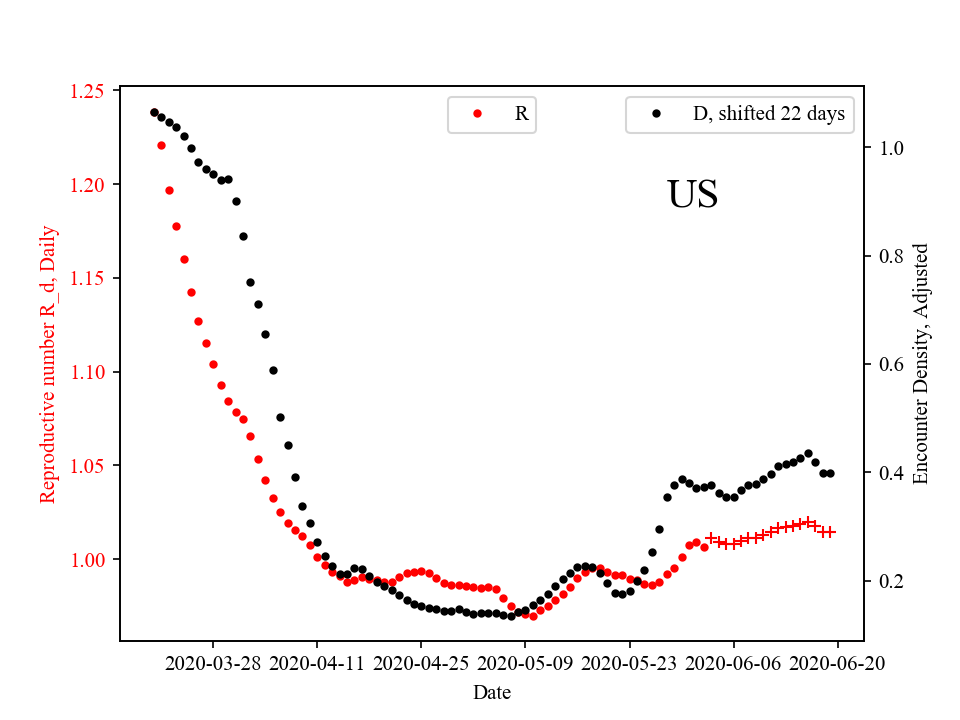 R
D, shifted 22 days
US
Reproductive number R_d, Daily
1.25
1.20
1.15
1.10
1.05
1.00
Encounter Density, Adjusted
1.0
0.8
0.6
0.4
0.2
2020-03-28 2020-04-11 2020-04-25 2020-05-09 2020-05-23 2020-06-06 2020-06-20
Date